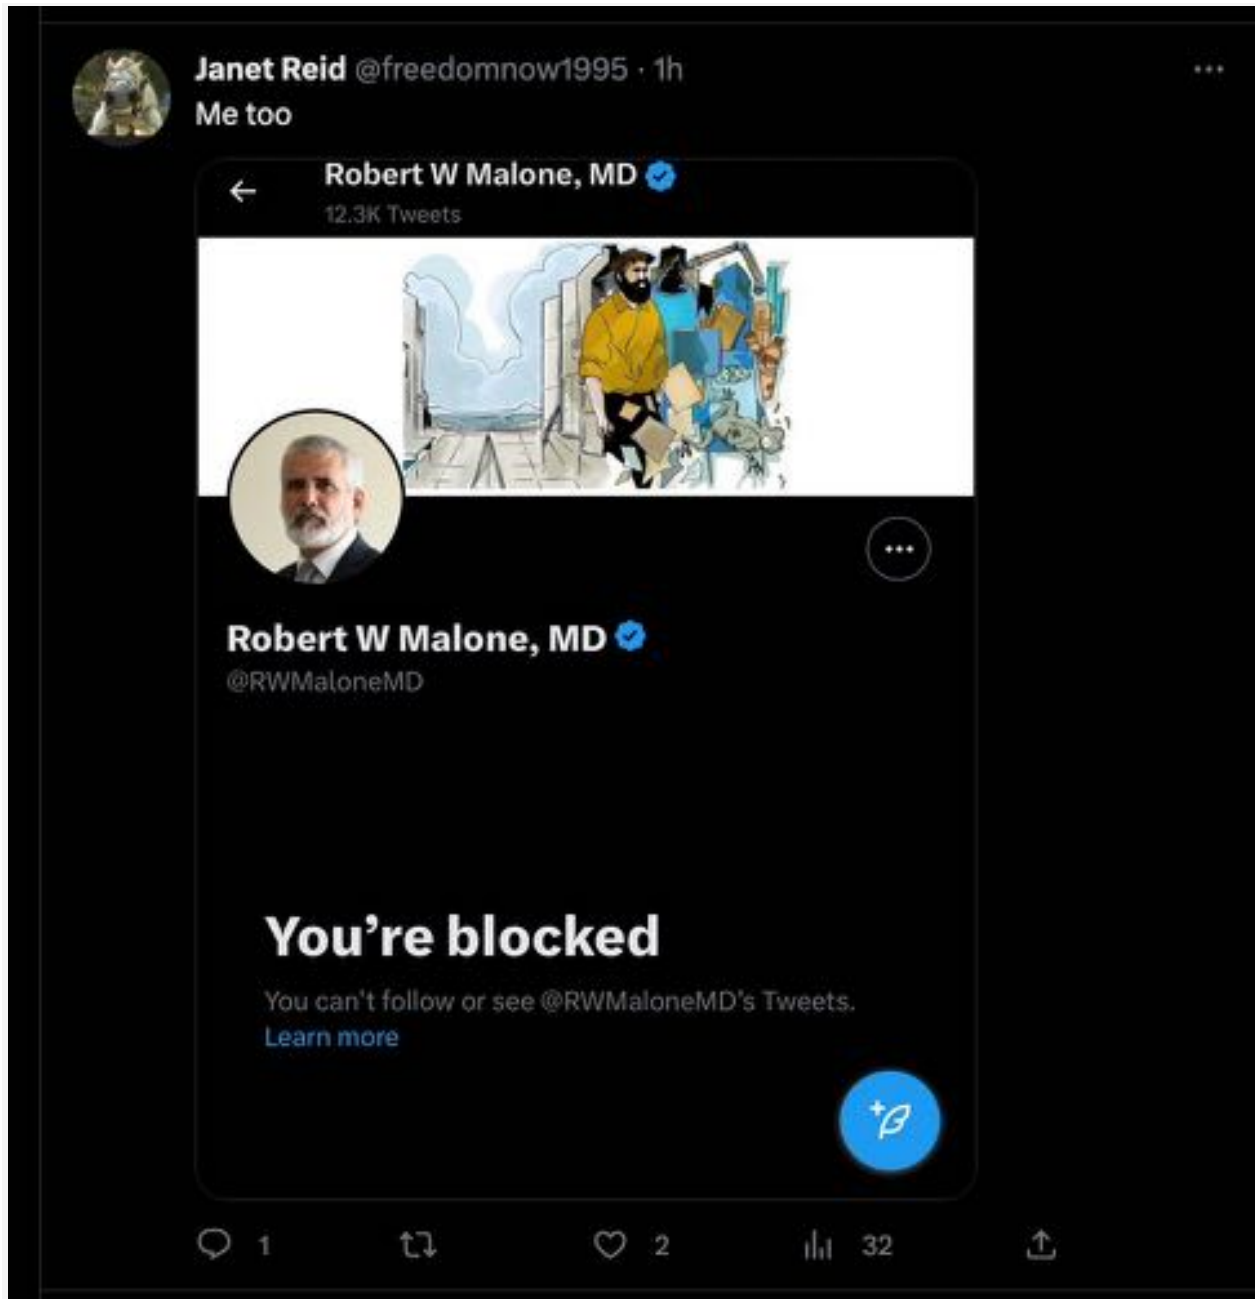 Janet Reid @freedomnow1995 · 1h
Me too
Robert W Malone, MD
12.3K Tweets
Robert W Malone, MD
@RWMaloneMD
You're blocked
You can't follow or see @RWMaloneMD's Tweets.
Learn more
1 2 32